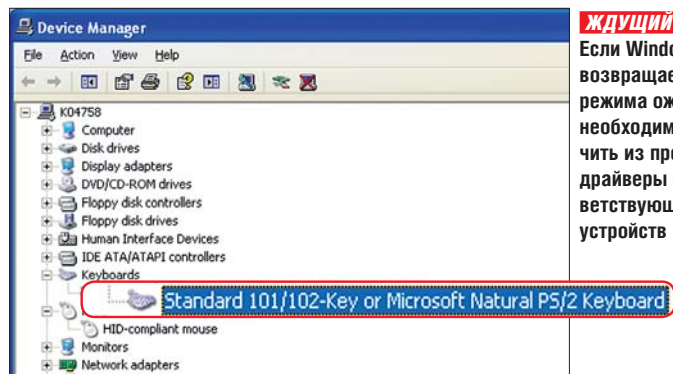 Device Manager
File Action View Help
K04758
Computer
Disk drives
Display adapters
DVD/CD-ROM drives
Floppy disk controllers
Floppy disk drives
Human Interface Devices
IDE ATA/ATAPI controllers
Keyboards
Standard 101/102-Key or Microsoft Natural PS/2 Keyboard
HID-compliant mouse
Monitors
Network adapters
ЖДУЩИЙ
Если Windo
возвращае
режима ож
необходим
чить из про
драйверы
ветствующ
устройств